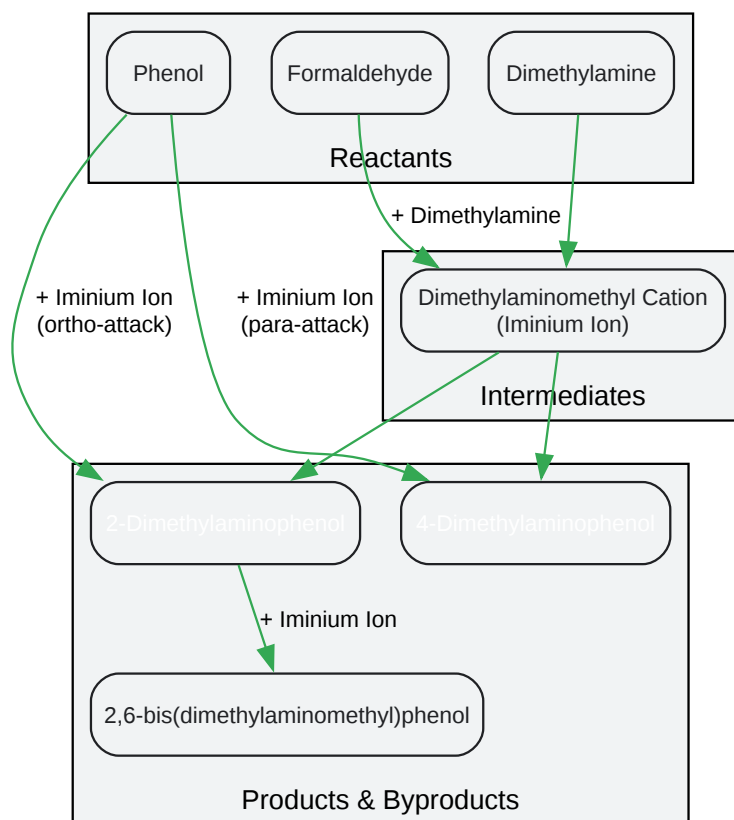 Phenol
Formaldehyde
Dimethylamine
Reactants
+ Dimethylamine
+ Iminium Ion
(ortho-attack)
+ Iminium Ion
(para-attack)
Dimethylaminomethyl Cation
(Iminium Ion)
Intermediates
2-Dimethylaminophenol
4-Dimethylaminophenol
+ Iminium Ion
2,6-bis(dimethylaminomethyl)phenol
Products & Byproducts